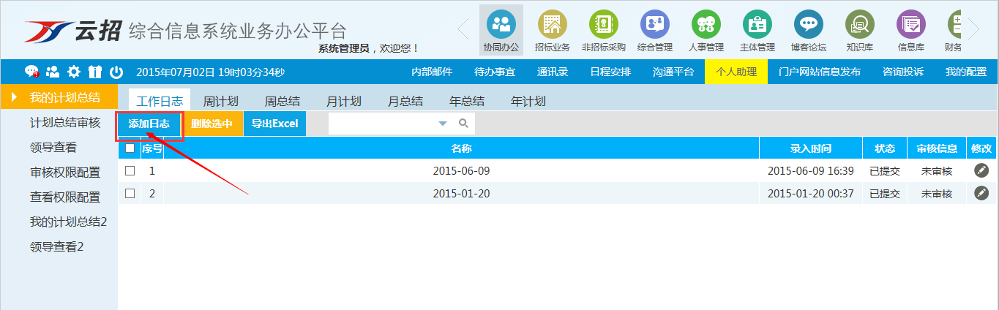 云招 综合信息系统业务办公平台
系统管理员，欢迎您！
协同办公 招标业务 非招标采购 综合管理 人事管理 主体管理 博客论坛 知识库 信息库 财务
2015年07月02日 19时03分34秒 内部邮件 待办事宜 通讯录 日程安排 沟通平台 个人助理 门户网站信息发布 咨询投诉 我的配置
我的计划总结
计划总结审核
领导查看
审核权限配置
查看权限配置
我的计划总结2
领导查看2
工作日志 周计划 周总结 月计划 月总结 年总结 年计划
添加日志 删除选中 导出Excel
序号 名称 录入时间 状态 审核信息 修改
1 2015-06-09 2015-06-09 16:39 已提交 未审核
2 2015-01-20 2015-01-20 00:37 已提交 未审核